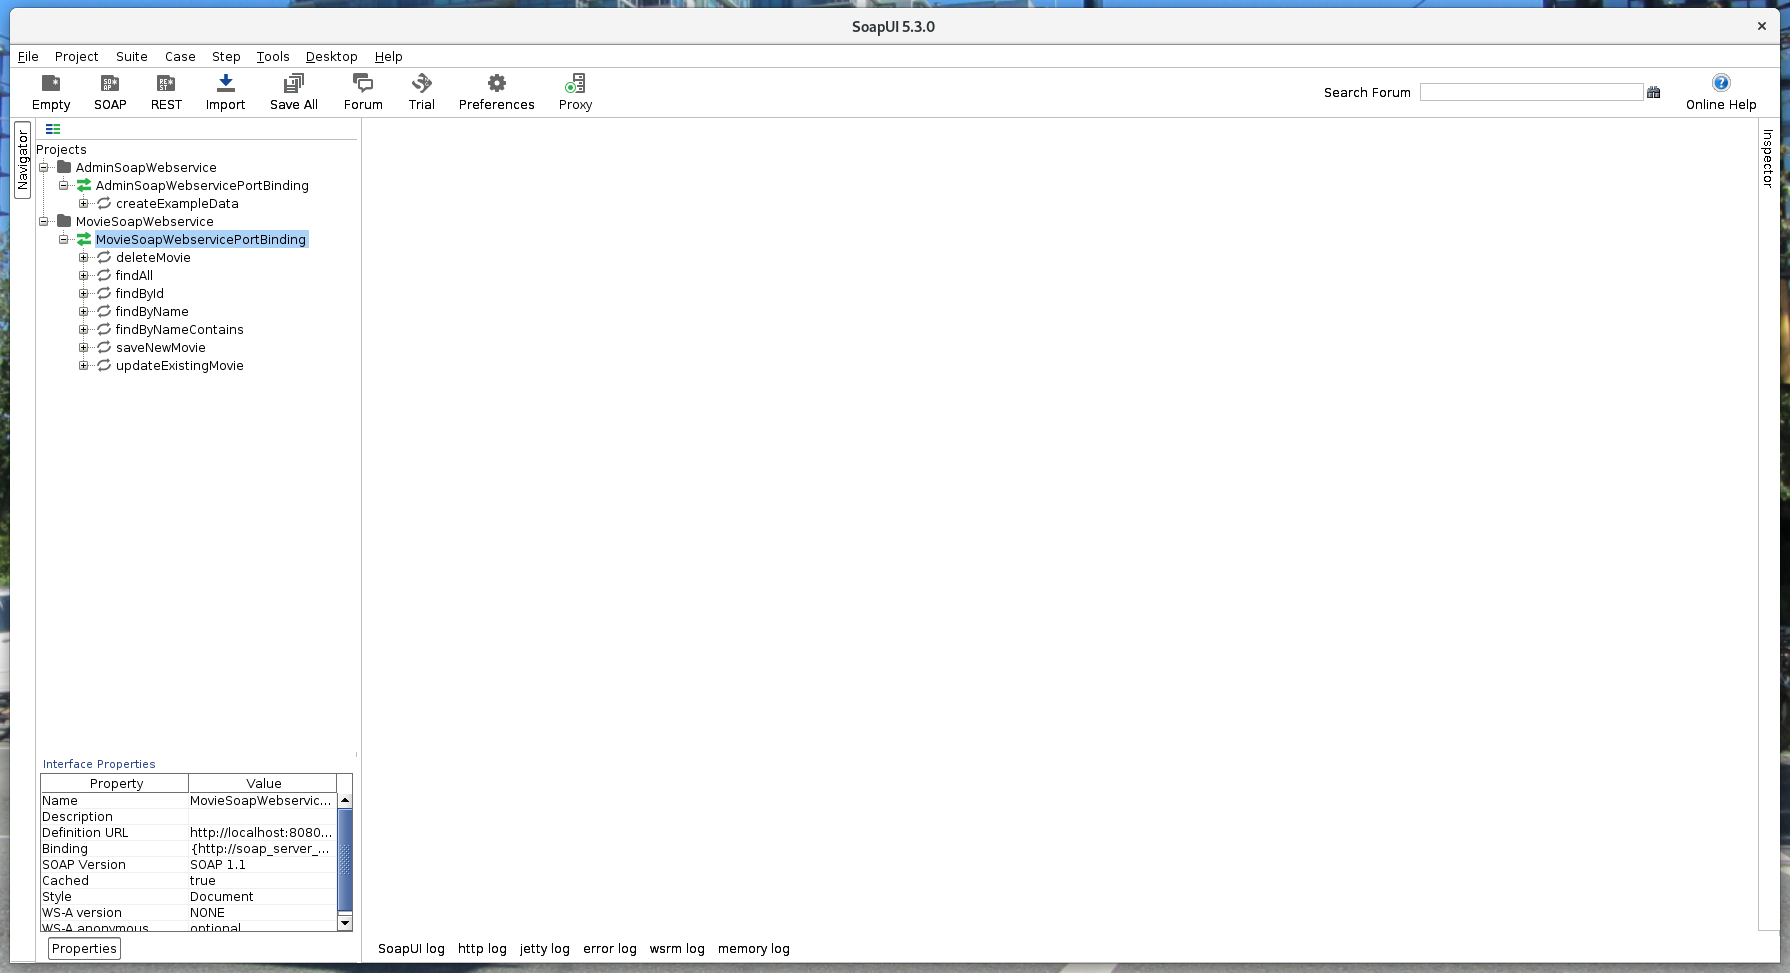 SoapUI 5.3.0
File Project Suite Case Step Tools Desktop Help
Empty SOAP REST Import Save All Forum Trial Preferences Proxy Search Forum Online Help
Navigator
Inspector
Projects
AdminSoapWebservice
AdminSoapWebservicePortBinding
createExampleData
MovieSoapWebservice
MovieSoapWebservicePortBinding
deleteMovie
findAll
findById
findByName
findByNameContains
saveNewMovie
updateExistingMovie
Interface Properties
Property Value
Name MovieSoapWebservic...
Description
Definition URL http://localhost:8080...
Binding {http://soap_server_...
SOAP Version SOAP 1.1
Cached true
Style Document
WS-A version NONE
WS-A anonymous optional
Properties
SoapUI log http log jetty log error log wsrm log memory log